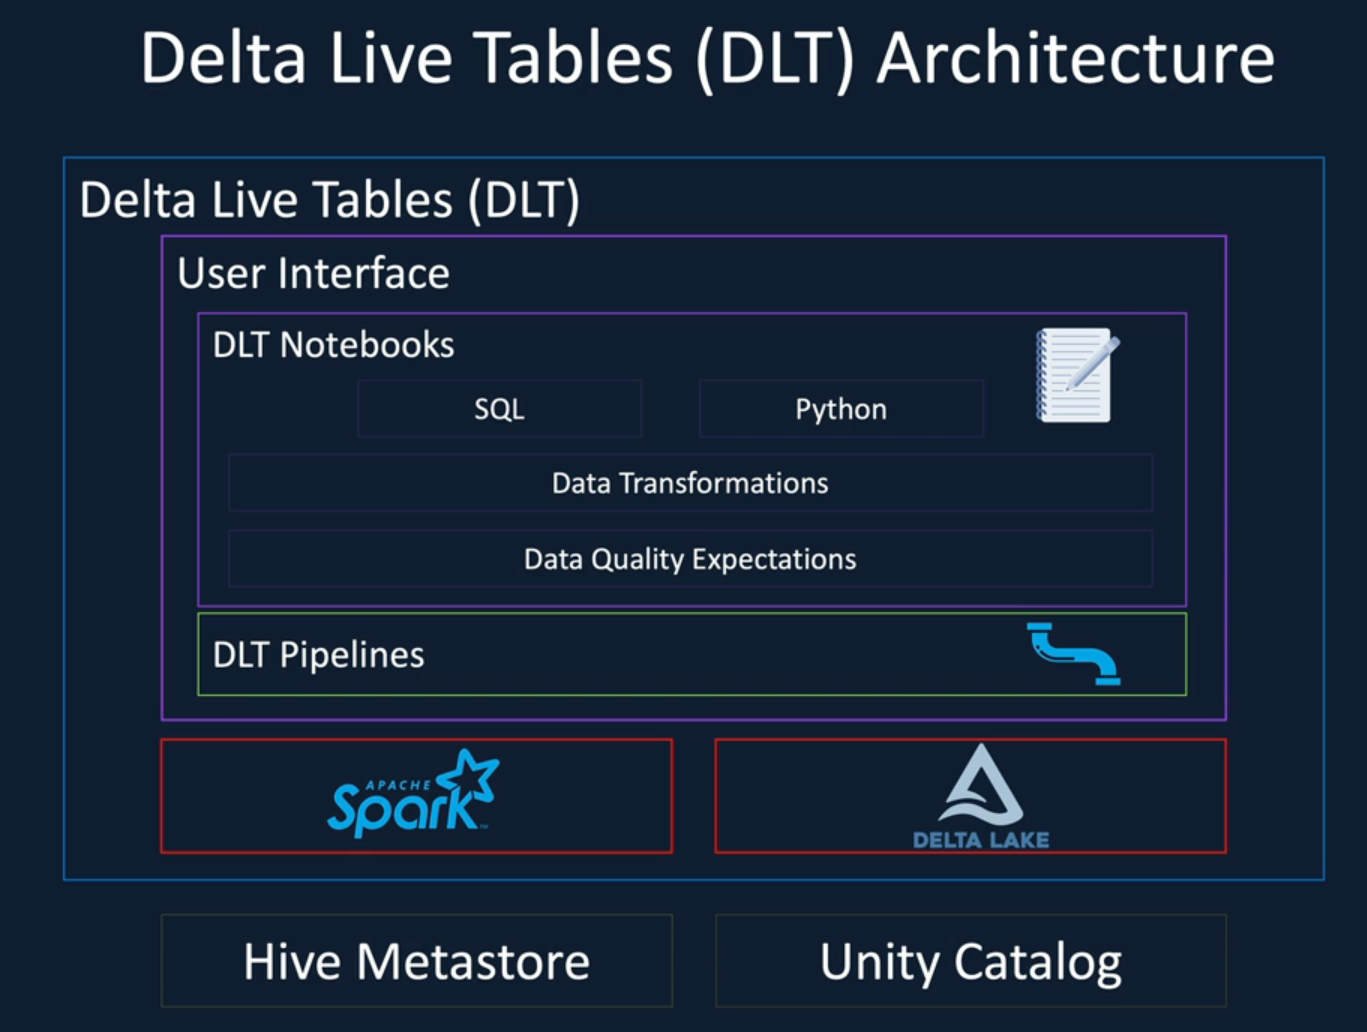 Delta Live Tables (DLT) Architecture
Delta Live Tables (DLT)
User Interface
DLT Notebooks
SQL
Python
Data Transformations
Data Quality Expectations
DLT Pipelines
APACHE
Spark™
DELTA LAKE
Hive Metastore
Unity Catalog